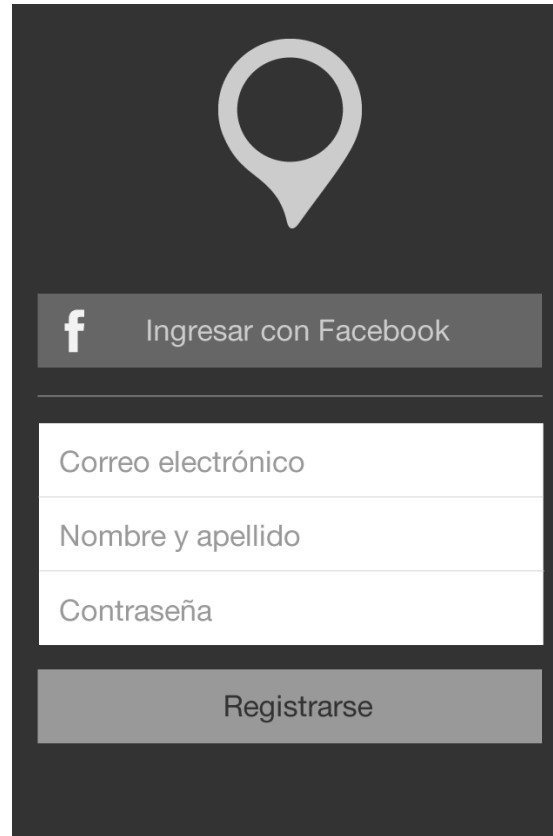 f Ingresar con Facebook
Correo electrónico
Nombre y apellido
Contraseña
Registrarse